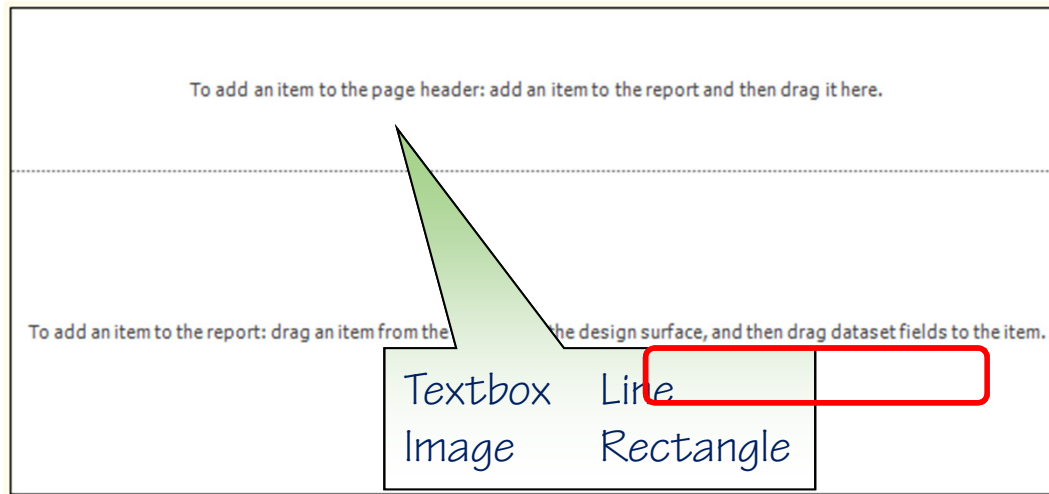 To add an item to the page header: add an item to the report and then drag it here.
To add an item to the report: drag an item from the the design surface, and then drag dataset fields to the item.
Textbox Line
Image Rectangle